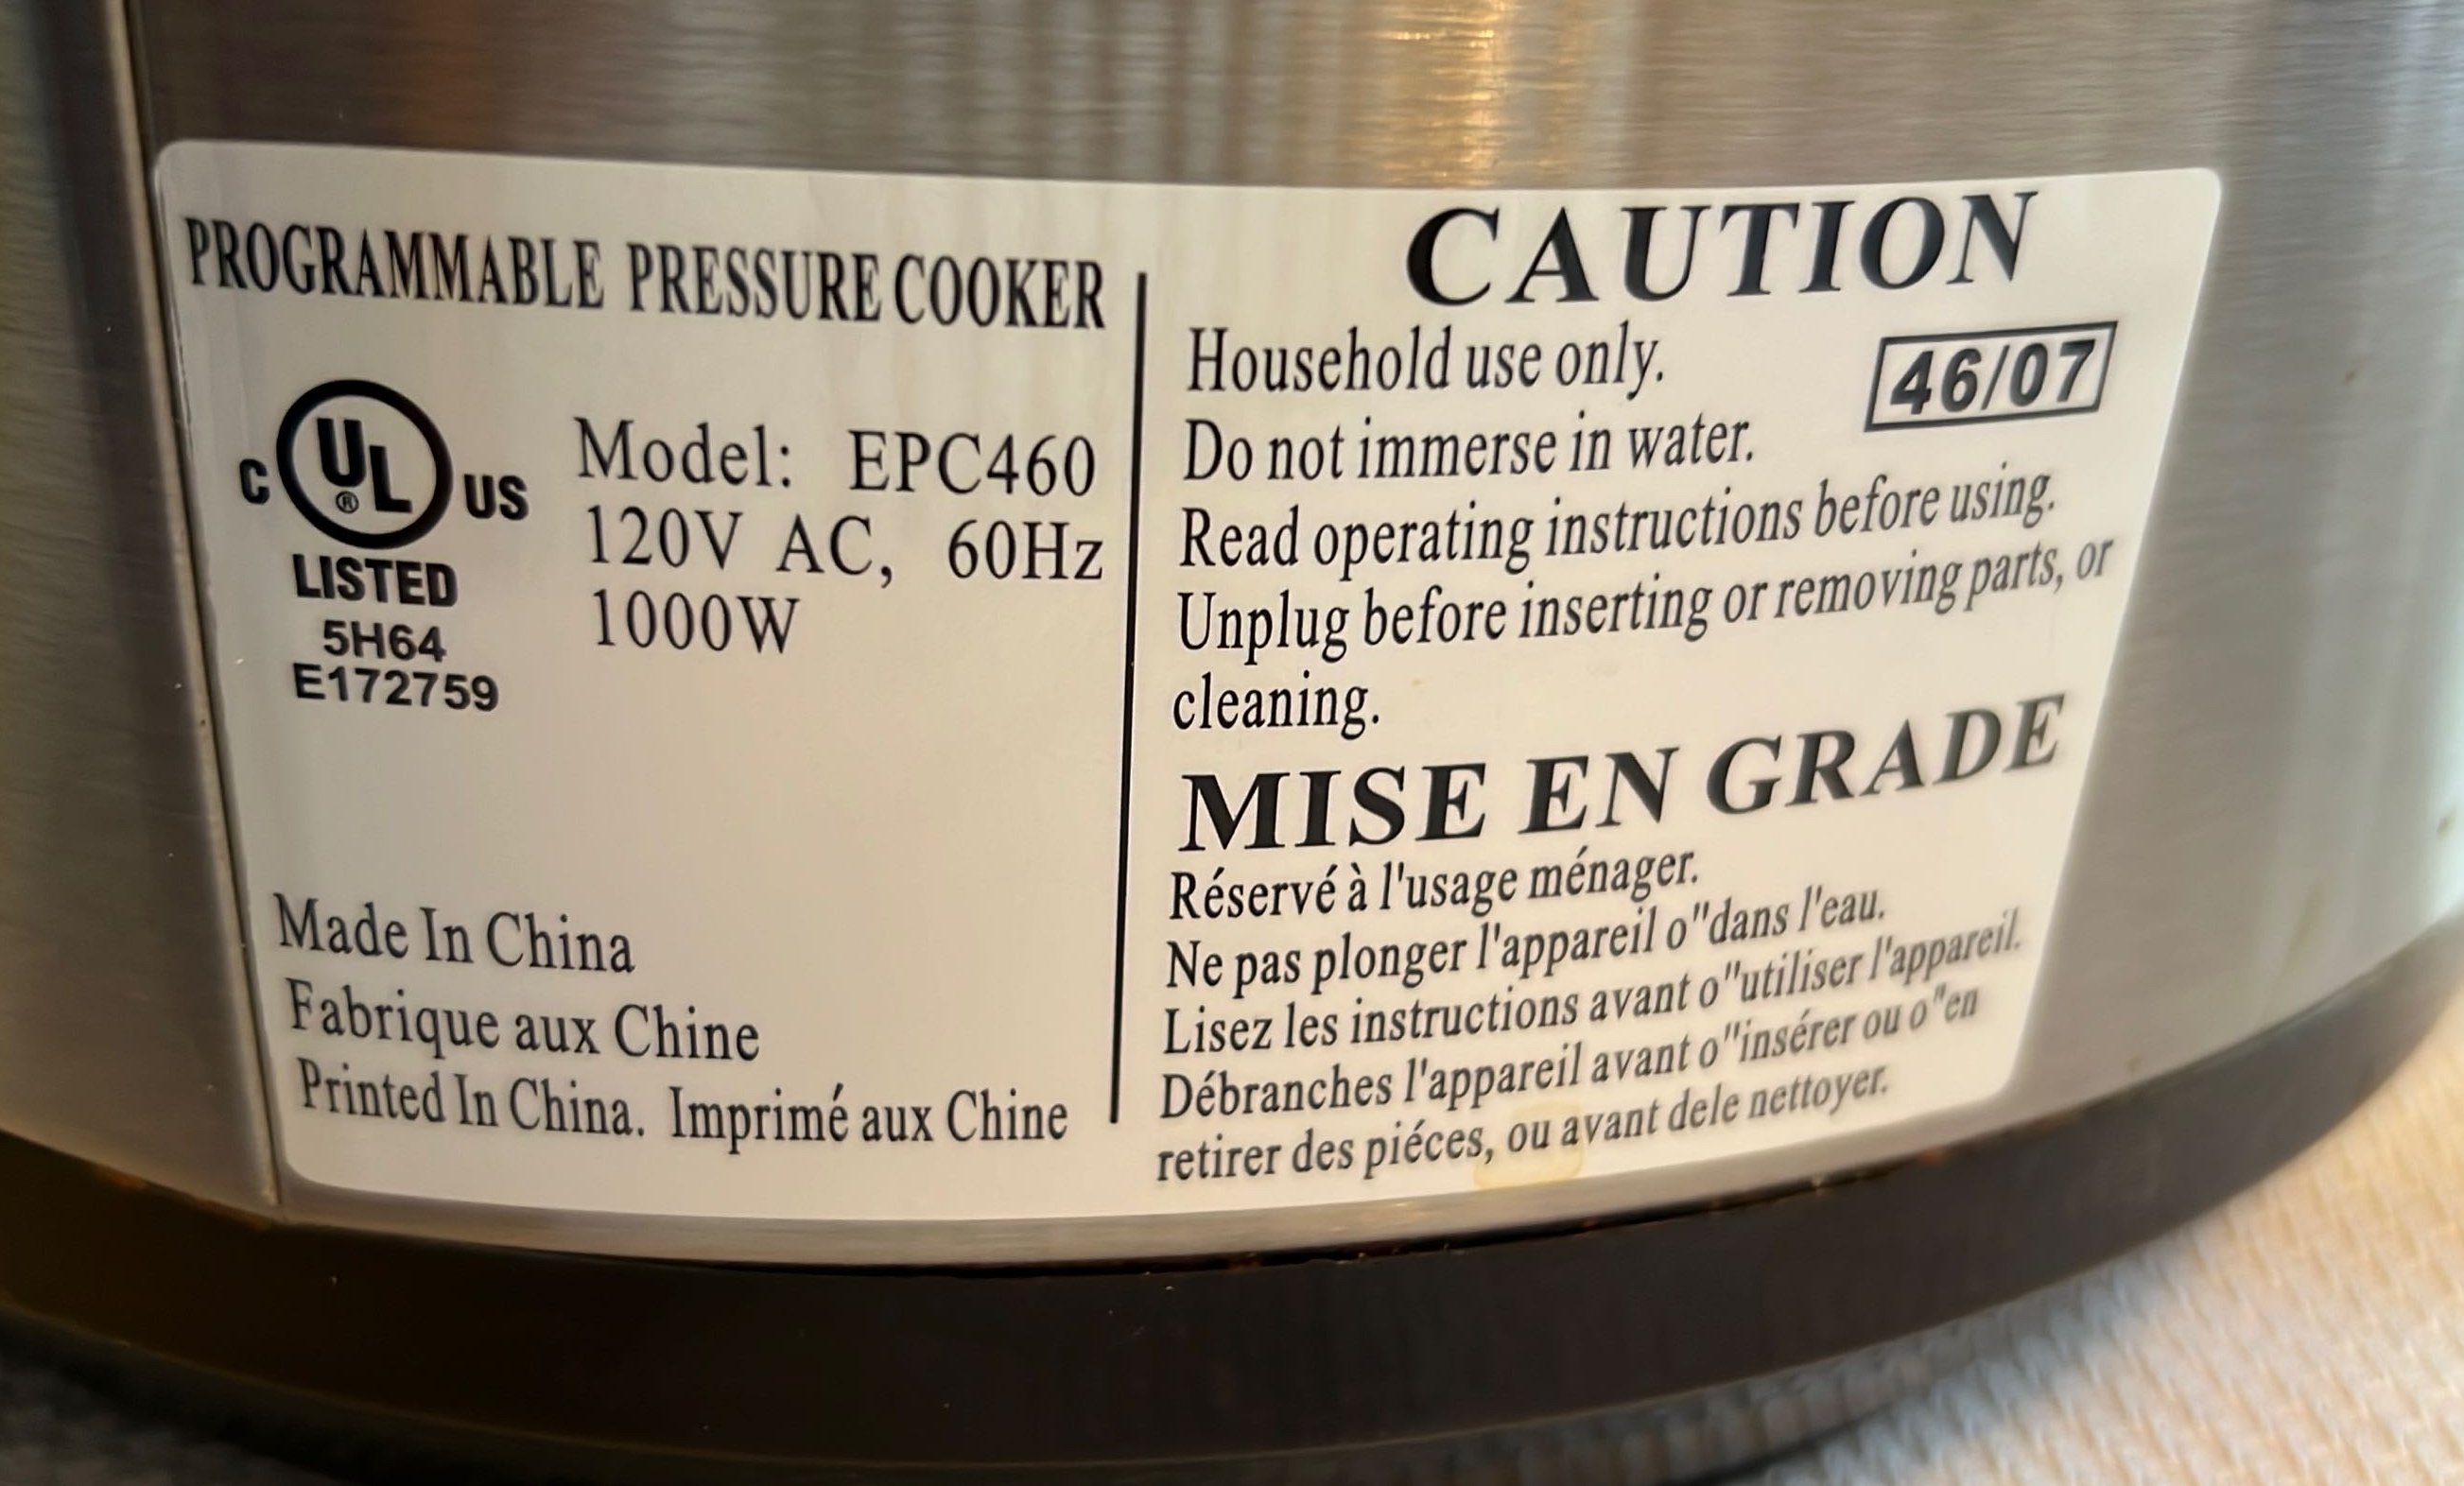 PROGRAMMABLE PRESSURE COOKER
C UL ® US
LISTED
5H64
E172759
Model: EPC460
120V AC, 60Hz
1000W
Made In China
Fabrique aux Chine
Printed In China. Imprimé aux Chine
CAUTION
46/07
Household use only.
Do not immerse in water.
Read operating instructions before using.
Unplug before inserting or removing parts, or
cleaning.
MISE EN GRADE
Réservé à l'usage ménager.
Ne pas plonger l'appareil o"dans l'eau.
Lisez les instructions avant o"utiliser l'appareil.
Débranches l'appareil avant o"insérer ou o"en
retirer des piéces, ou avant dele nettoyer.